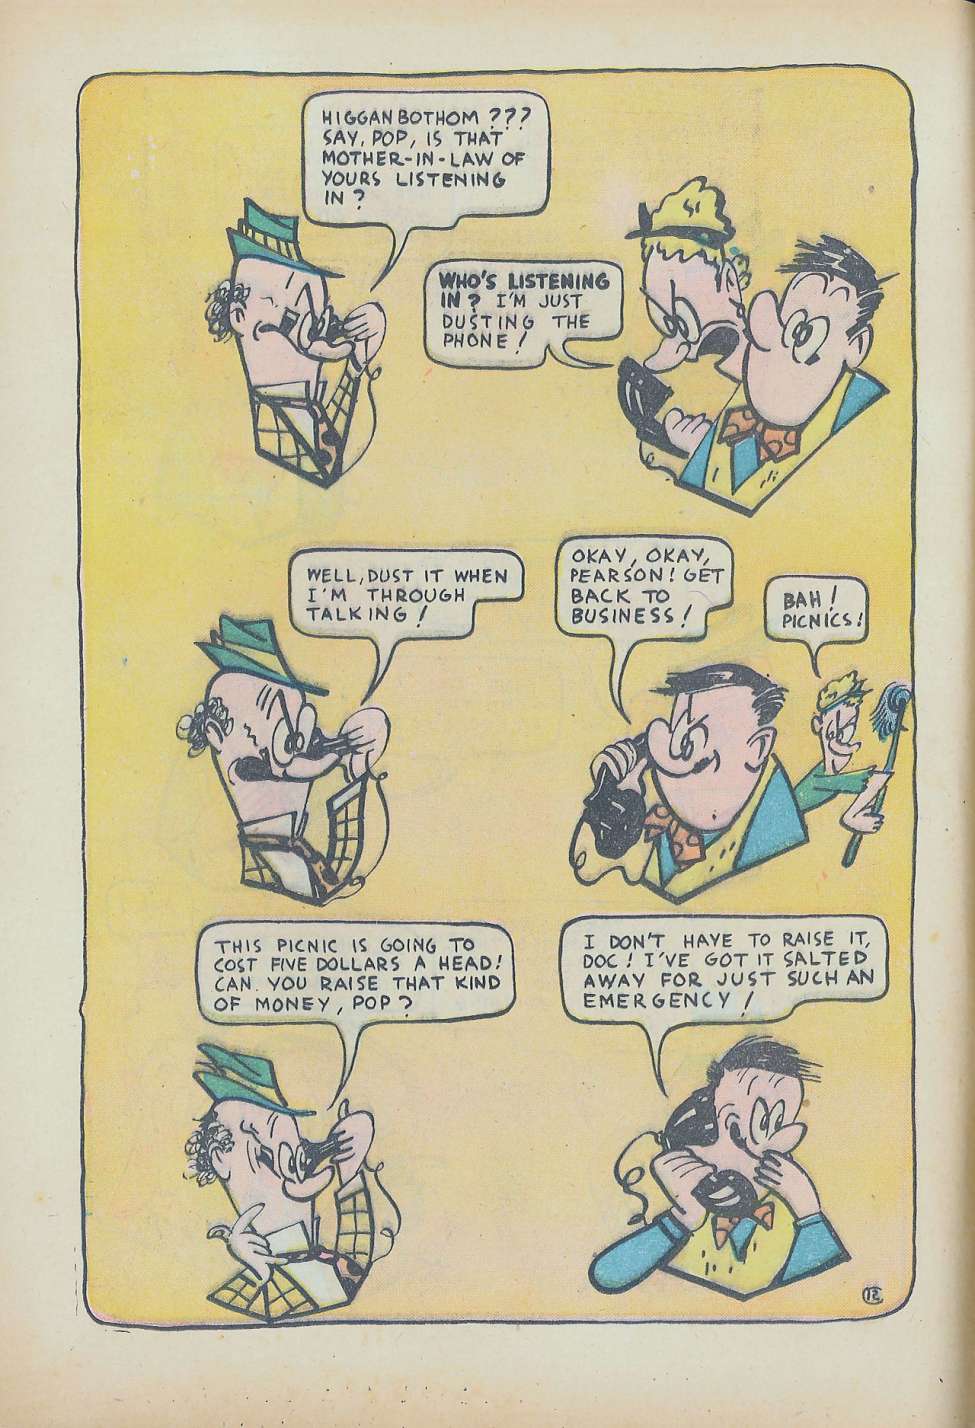 HIGGANBOTHOM ???
SAY, POP, IS THAT
MOTHER-IN-LAW OF
YOURS LISTENING
IN?
WHO'S LISTENING
IN? I'M JUST
DUSTING THE
PHONE!
WELL, DUST IT WHEN
I'M THROUGH
TALKING!
OKAY, OKAY,
PEARSON! GET
BACK TO
BUSINESS!
BAH!
PICNICS!
THIS PICNIC IS GOING TO
COST FIVE DOLLARS A HEAD!
CAN. YOU RAISE THAT KIND
OF MONEY, POP?
I DON'T HAVE TO RAISE IT,
DOC! I'VE GOT IT SALTED
AWAY FOR JUST SUCH AN
EMERGENCY!
12